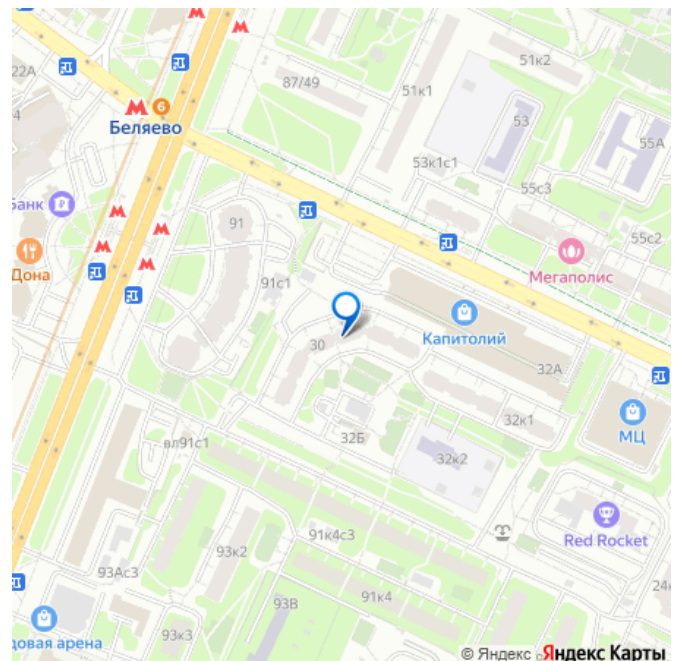 51к2
22А
87/49
51к1
6
Беляево
53
55А
4
53к1с1
55с3
Банк
91
55с2
Дона
Мегаполис
91с1
Капитолий
30
32А
32к1
МЦ
вл91с1
32Б
32к2
91к4с3
Red Rocket
93к2
93Ас3
24
91к4
93В
93к3
довая арена
© Яндекс
Яндекс Карты